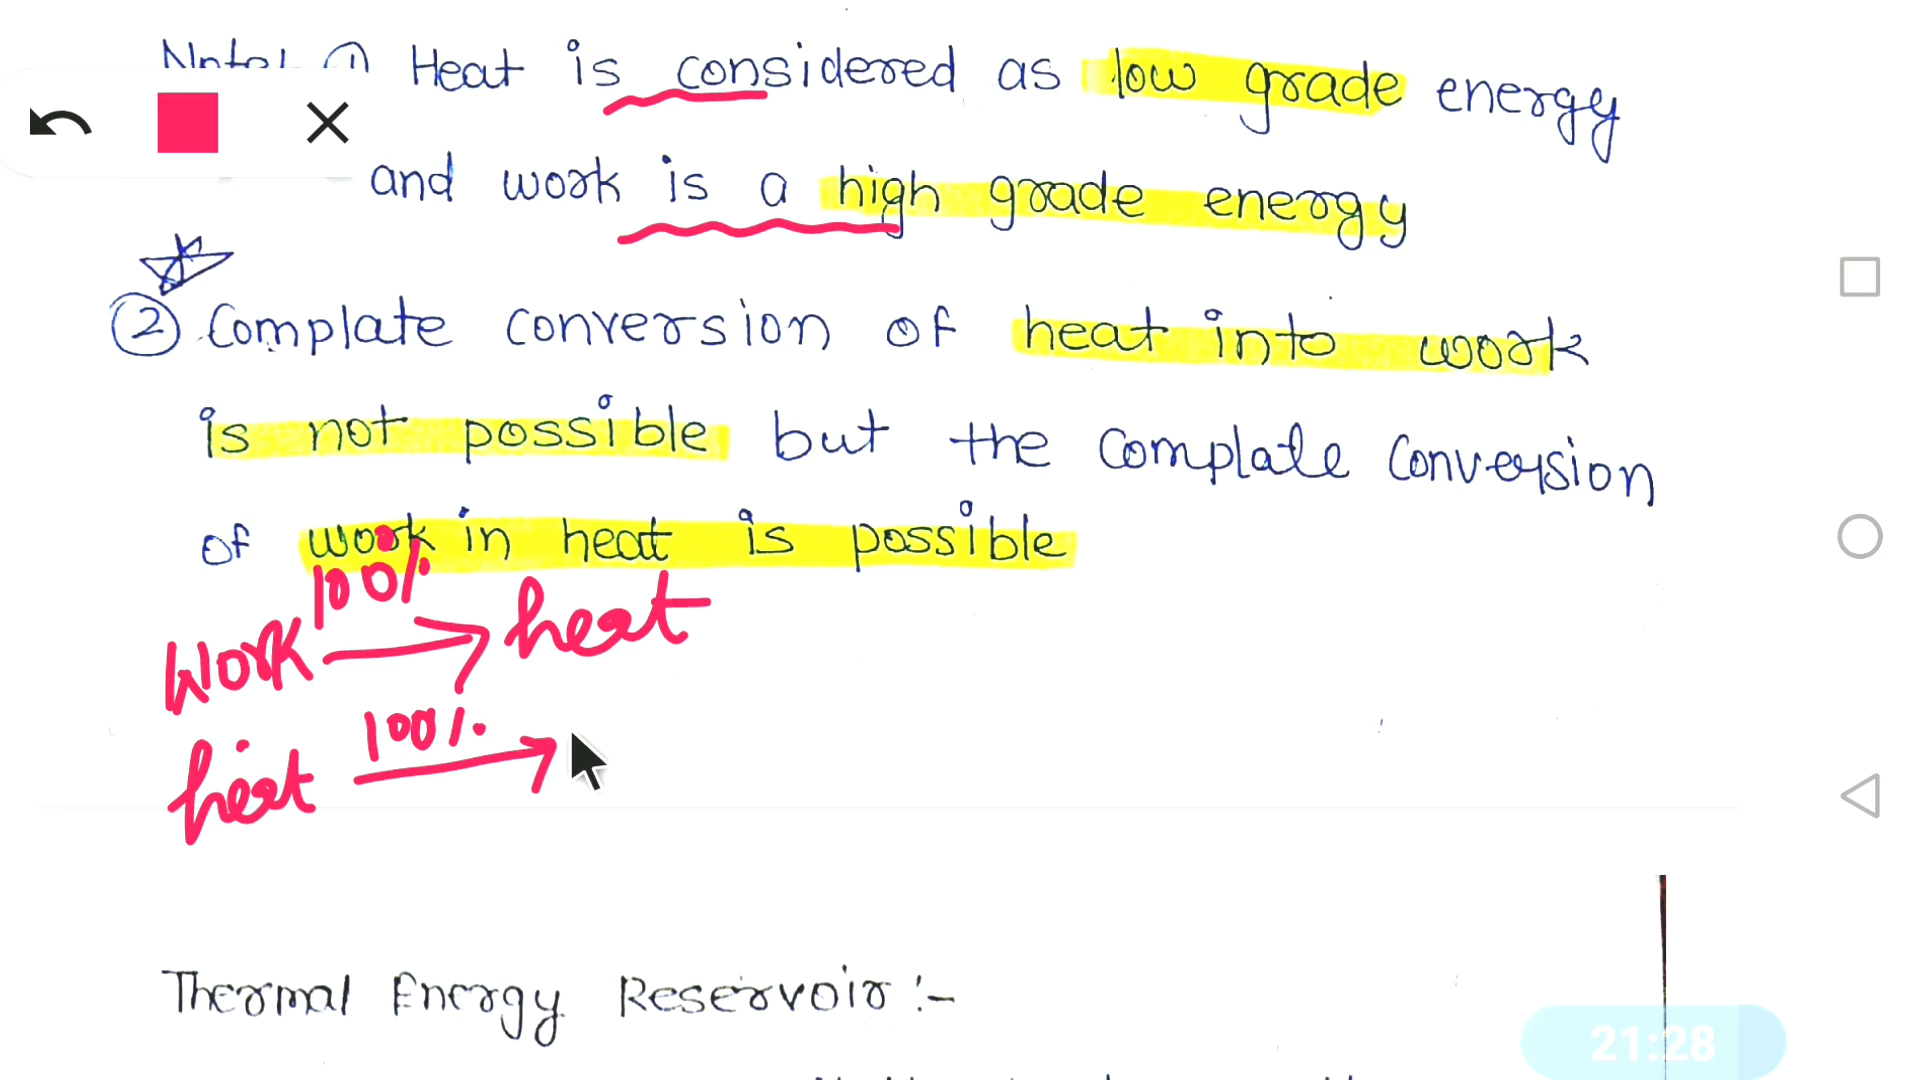 Note! ① Heat is considered as low grade energy
and work is a high grade energy
② Complate conversion of heat into work
is not possible but the Complate Conversion
of work in heat is possible
Work 100% → heat
heat 100% →
Thermal Energy Reservoir :-
21:28